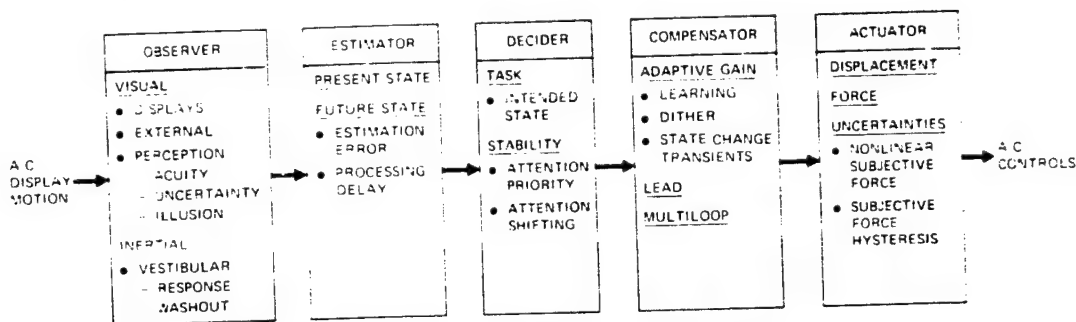 A/C
DISPLAY
MOTION
OBSERVER
VISUAL
• DISPLAYS
• EXTERNAL
• PERCEPTION
ACUITY
– UNCERTAINTY
– ILLUSION
INERTIAL
• VESTIBULAR
– RESPONSE
WASHOUT
ESTIMATOR
PRESENT STATE
FUTURE STATE
• ESTIMATION
ERROR
• PROCESSING
DELAY
DECIDER
TASK
• INTENDED
STATE
STABILITY
• ATTENTION
PRIORITY
• ATTENTION
SHIFTING
COMPENSATOR
ADAPTIVE GAIN
• LEARNING
• DITHER
• STATE CHANGE
TRANSIENTS
LEAD
MULTILOOP
ACTUATOR
DISPLACEMENT
FORCE
UNCERTAINTIES
• NONLINEAR
SUBJECTIVE
FORCE
• SUBJECTIVE
FORCE
HYSTERESIS
A/C
CONTROLS